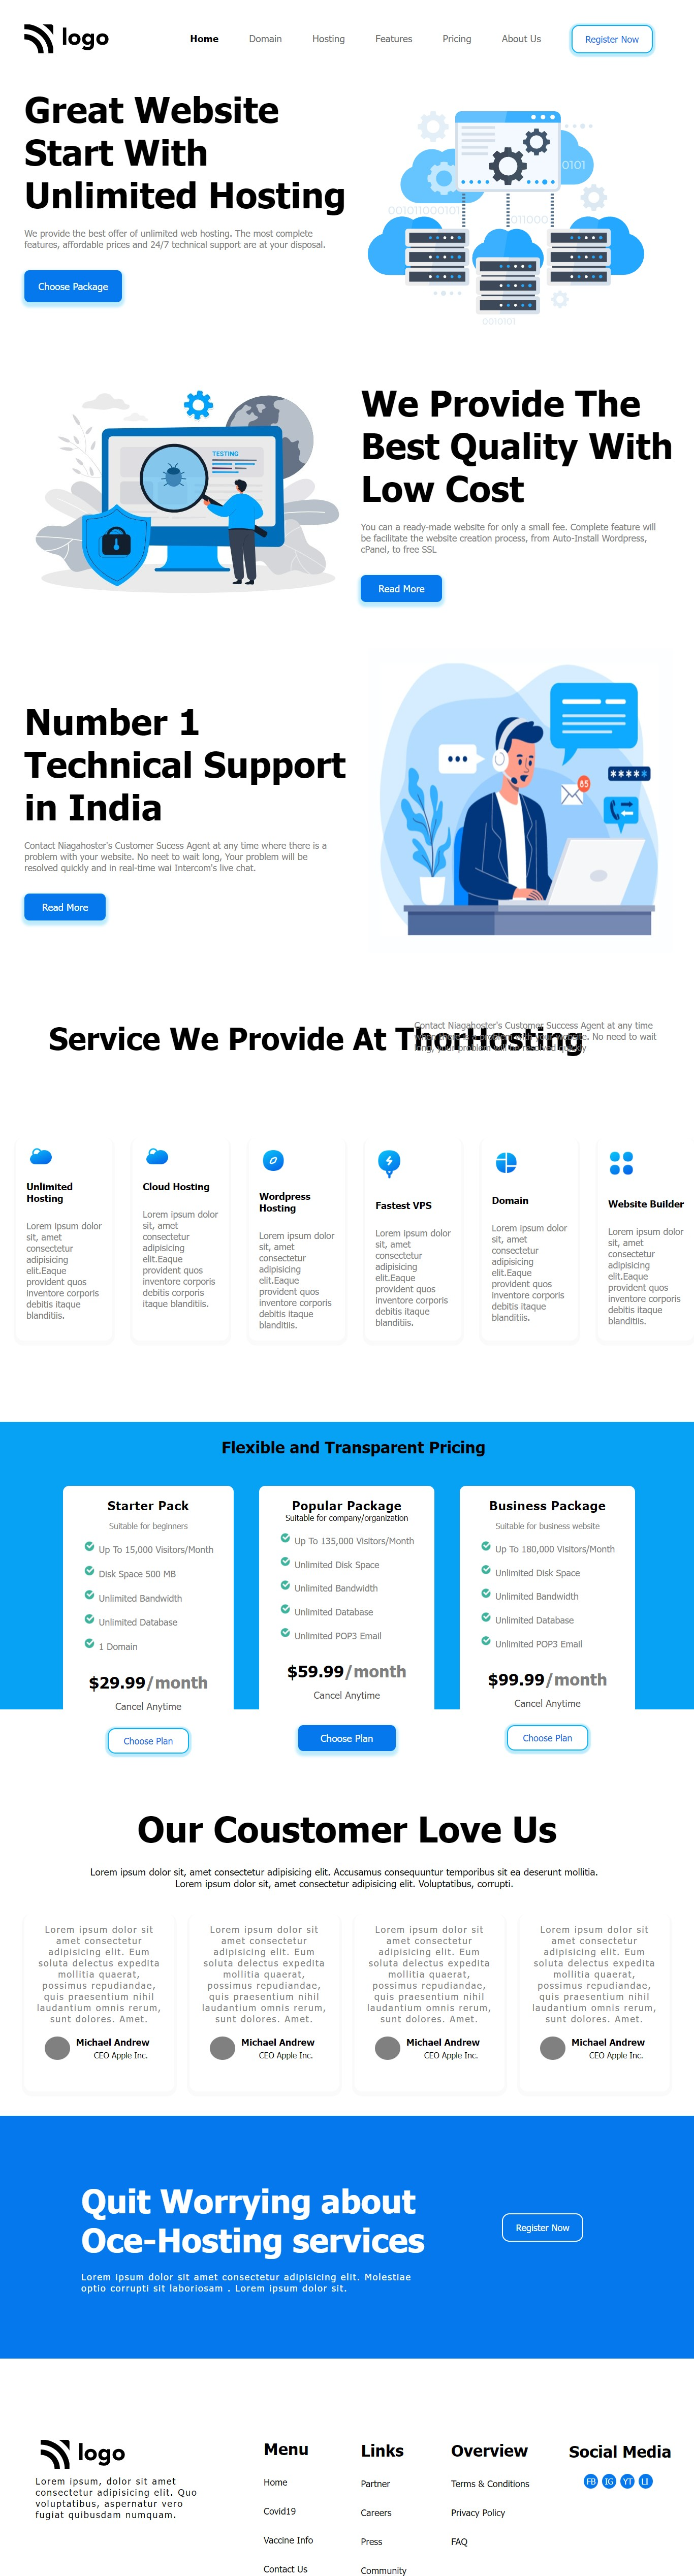 logo
Home
Domain
Hosting
Features
Pricing
About Us
Register Now
Great Website
Start With
Unlimited Hosting
We provide the best offer of unlimited web hosting. The most complete
features, affordable prices and 24/7 technical support are at your disposal.
Choose Package
0101
001011000101
011000
0010101
TESTING
We Provide The
Best Quality With
Low Cost
You can a ready-made website for only a small fee. Complete feature will
be facilitate the website creation process, from Auto-Install Wordpress,
cPanel, to free SSL
Read More
Number 1
Technical Support
in India
Contact Niagahoster's Customer Sucess Agent at any time where there is a
problem with your website. No neet to wait long, Your problem will be
resolved quickly and in real-time wai Intercom's live chat.
Read More
85
*****
Service We Provide At ThorHosting
Contact Niagahoster's Customer Success Agent at any time
when there is a problem with your website. No need to wait
long, your problem will be resolved quickly
Unlimited
Hosting
Lorem ipsum dolor
sit, amet
consectetur
adipisicing
elit.Eaque
provident quos
inventore corporis
debitis itaque
blanditiis.
Cloud Hosting
Lorem ipsum dolor
sit, amet
consectetur
adipisicing
elit.Eaque
provident quos
inventore corporis
debitis corporis
itaque blanditiis.
Wordpress
Hosting
Lorem ipsum dolor
sit, amet
consectetur
adipisicing
elit.Eaque
provident quos
inventore corporis
debitis itaque
blanditiis.
Fastest VPS
Lorem ipsum dolor
sit, amet
consectetur
adipisicing
elit.Eaque
provident quos
inventore corporis
debitis itaque
blanditiis.
Domain
Lorem ipsum dolor
sit, amet
consectetur
adipisicing
elit.Eaque
provident quos
inventore corporis
debitis itaque
blanditiis.
Website Builder
Lorem ipsum dolor
sit, amet
consectetur
adipisicing
elit.Eaque
provident quos
inventore corporis
debitis itaque
blanditiis.
Flexible and Transparent Pricing
Starter Pack
Suitable for beginners
Up To 15,000 Visitors/Month
Disk Space 500 MB
Unlimited Bandwidth
Unlimited Database
1 Domain
$29.99/month
Cancel Anytime
Choose Plan
Popular Package
Suitable for company/organization
Up To 135,000 Visitors/Month
Unlimited Disk Space
Unlimited Bandwidth
Unlimited Database
Unlimited POP3 Email
$59.99/month
Cancel Anytime
Choose Plan
Business Package
Suitable for business website
Up To 180,000 Visitors/Month
Unlimited Disk Space
Unlimited Bandwidth
Unlimited Database
Unlimited POP3 Email
$99.99/month
Cancel Anytime
Choose Plan
Our Coustomer Love Us
Lorem ipsum dolor sit, amet consectetur adipisicing elit. Accusamus consequuntur temporibus sit ea deserunt mollitia.
Lorem ipsum dolor sit, amet consectetur adipisicing elit. Voluptatibus, corrupti.
Lorem ipsum dolor sit
amet consectetur
adipisicing elit. Eum
soluta delectus expedita
mollitia quaerat,
possimus repudiandae,
quis praesentium nihil
laudantium omnis rerum,
sunt dolores. Amet.
Michael Andrew
CEO Apple Inc.
Lorem ipsum dolor sit
amet consectetur
adipisicing elit. Eum
soluta delectus expedita
mollitia quaerat,
possimus repudiandae,
quis praesentium nihil
laudantium omnis rerum,
sunt dolores. Amet.
Michael Andrew
CEO Apple Inc.
Lorem ipsum dolor sit
amet consectetur
adipisicing elit. Eum
soluta delectus expedita
mollitia quaerat,
possimus repudiandae,
quis praesentium nihil
laudantium omnis rerum,
sunt dolores. Amet.
Michael Andrew
CEO Apple Inc.
Lorem ipsum dolor sit
amet consectetur
adipisicing elit. Eum
soluta delectus expedita
mollitia quaerat,
possimus repudiandae,
quis praesentium nihil
laudantium omnis rerum,
sunt dolores. Amet.
Michael Andrew
CEO Apple Inc.
Quit Worrying about
Oce-Hosting services
Lorem ipsum dolor sit amet consectetur adipisicing elit. Molestiae
optio corrupti sit laboriosam . Lorem ipsum dolor sit.
Register Now
logo
Lorem ipsum, dolor sit amet
consectetur adipisicing elit. Quo
voluptatibus, aspernatur vero
fugiat quibusdam numquam.
Menu
Home
Covid19
Vaccine Info
Contact Us
Links
Partner
Careers
Press
Community
Overview
Terms & Conditions
Privacy Policy
FAQ
Social Media
FB
IG
YT
LI